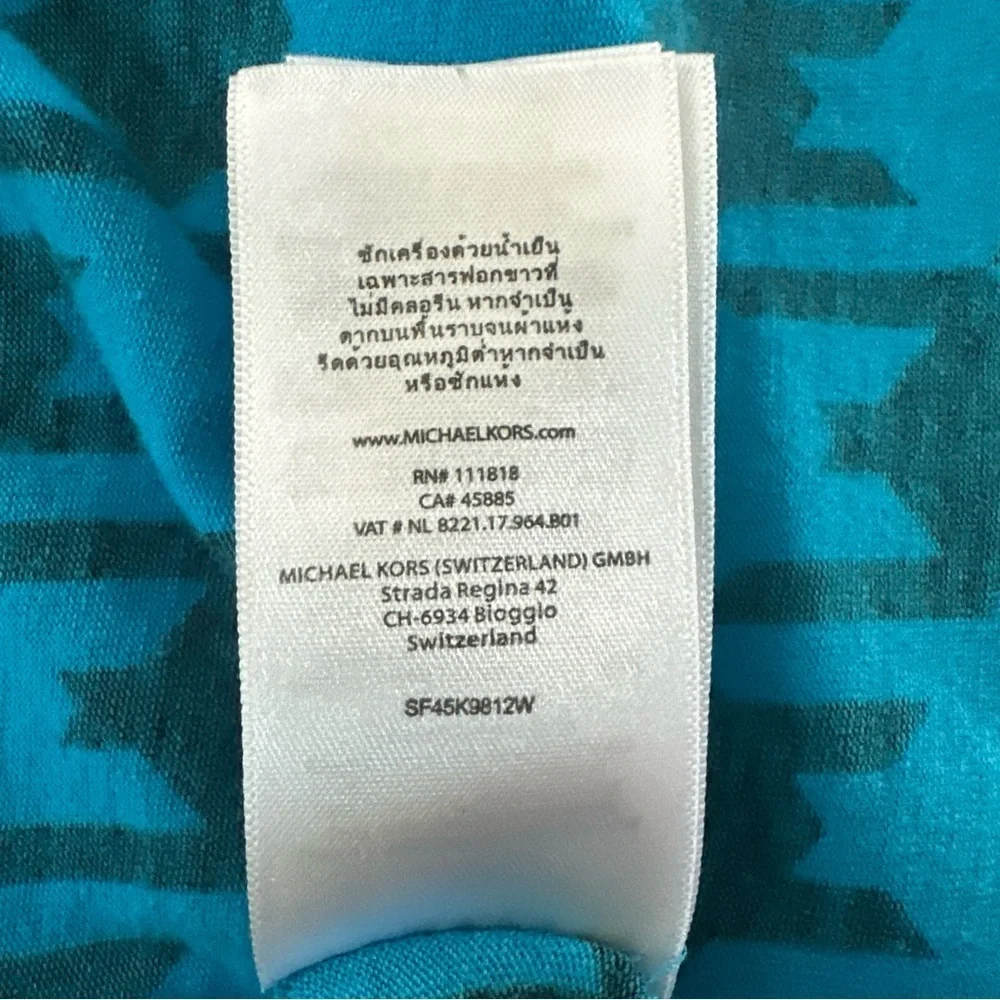 ซักเครื่องด้วยน้ำเย็น
เฉพาะสารฟอกขาวที่
ไม่มีคลอรีน หากจำเป็น
ตากบนพื้นราบจนผ้าแห้ง
รีดด้วยอุณหภูมิต่ำหากจำเป็น
หรือซักแห้ง
www.MICHAELKORS.com
RN# 111818
CA# 45885
VAT # NL 8221.17.964.B01
MICHAEL KORS (SWITZERLAND) GMBH
Strada Regina 42
CH-6934 Bioggio
Switzerland
SF45K9812W